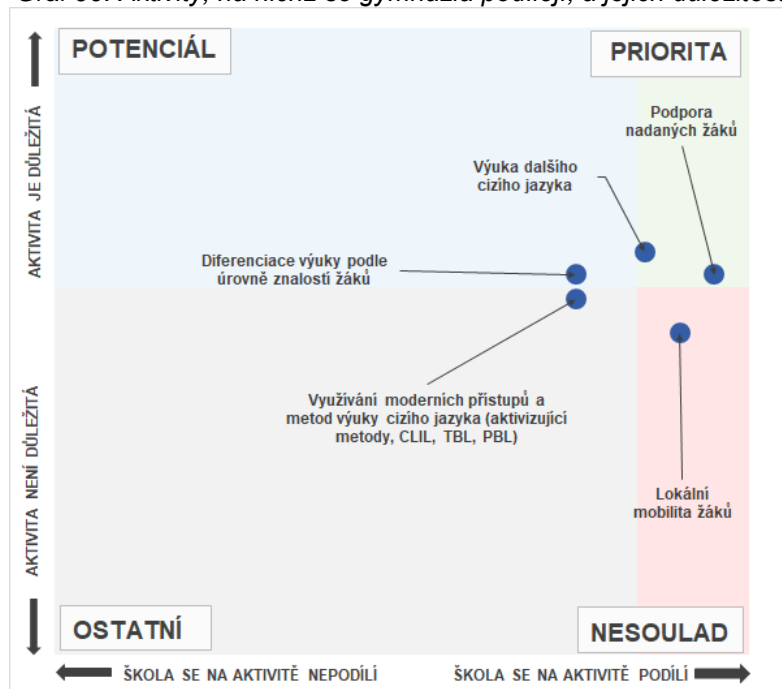 POTENCIÁL
PRIORITA
AKTIVITA JE DŮLEŽITÁ
Podpora
nadaných žáků
Výuka dalšího
cizího jazyka
Diferenciace výuky podle
úrovně znalostí žáků
Využívání moderních přístupů a
metod výuky cizího jazyka (aktivizující
metody, CLIL, TBL, PBL)
AKTIVITA NENÍ DŮLEŽITÁ
Lokální
mobilita žáků
OSTATNÍ
NESOULAD
ŠKOLA SE NA AKTIVITĚ NEPODÍLÍ
ŠKOLA SE NA AKTIVITĚ PODÍLÍ